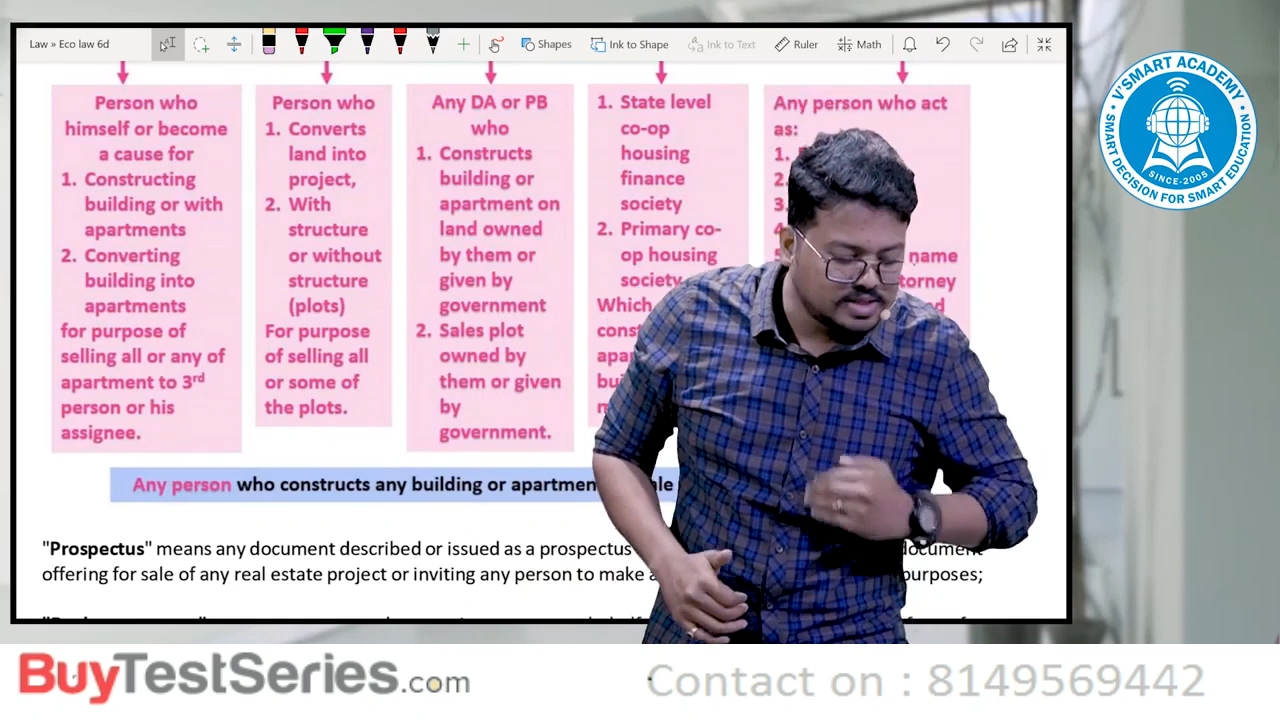 Law » Eco law 6d
Shapes
Ink to Shape
Ink to Text
Ruler
Math
Person who
himself or become
a cause for
1. Constructing
building or with
apartments
2. Converting
building into
apartments
for purpose of
selling all or any of
apartment to 3rd
person or his
assignee.
Person who
1. Converts
land into
project,
2. With
structure
or without
structure
(plots)
For purpose
of selling all
or some of
the plots.
Any DA or PB
who
1. Constructs
building or
apartment on
land owned
by them or
given by
government
2. Sales plot
owned by
them or given
by
government.
1. State level
co-op
housing
finance
society
2. Primary co-
op housing
society
Which
Any person who act
as:
1.
2.
3.
name
Any person who constructs any building or
"Prospectus" means any document described or issued as a prospectus document
offering for sale of any real estate project or inviting any person to make purposes;
V'SMART ACADEMY
SINCE-2005
SMART DECISION FOR SMART EDUCATION
BuyTestSeries.com
Contact on : 8149569442